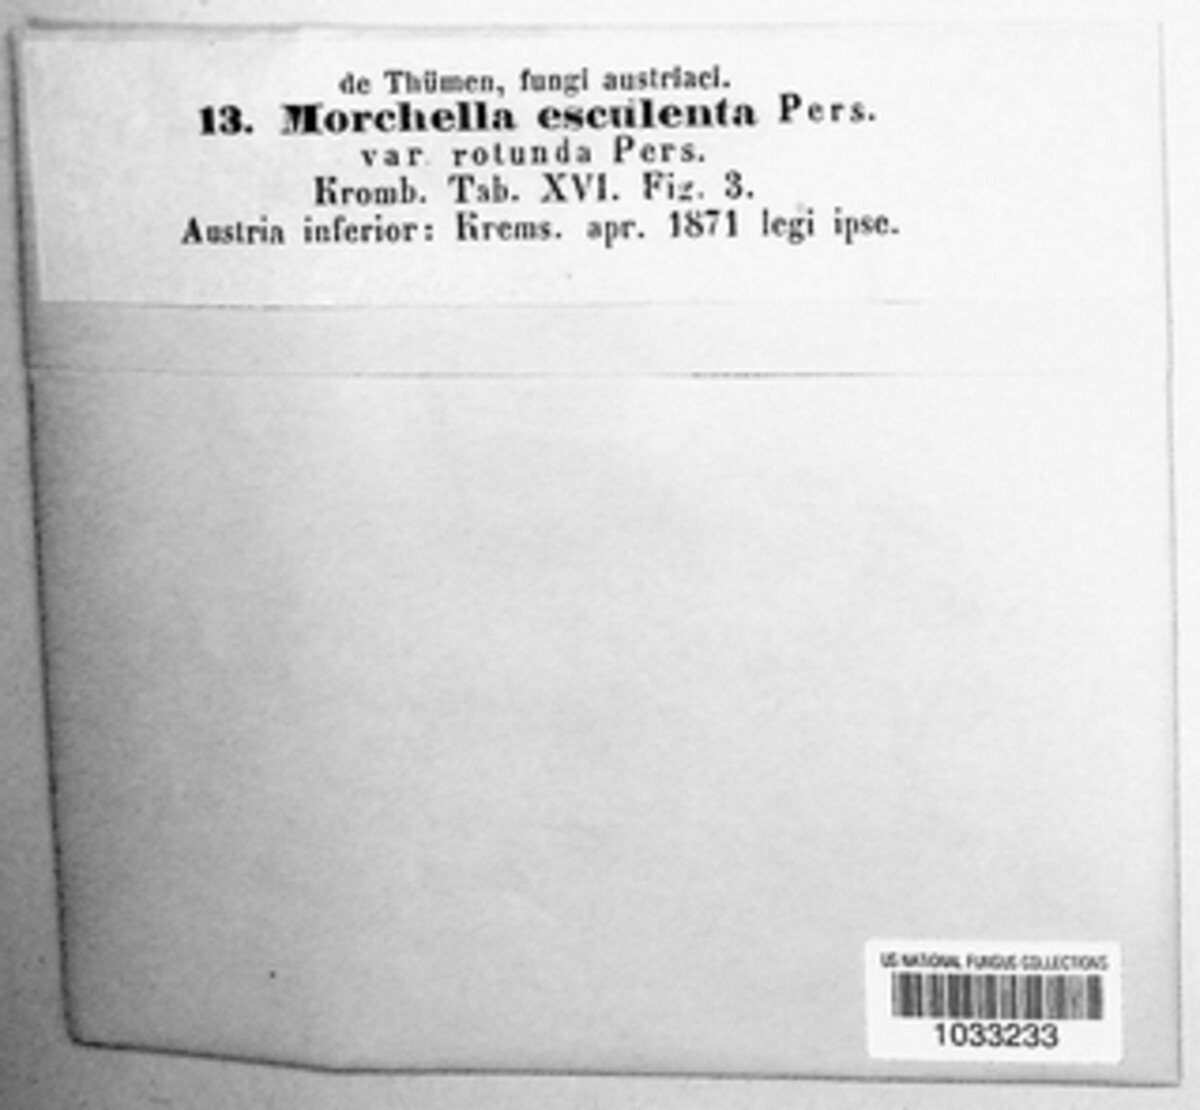 de Thümen, fungi austriaci.
13. Morchella esculenta Pers.
var. rotunda Pers.
Kromb. Tab. XVI. Fig. 3.
Austria inferior: Krems. apr. 1871 legi ipse.
US NATIONAL FUNGUS COLLECTIONS
1033233